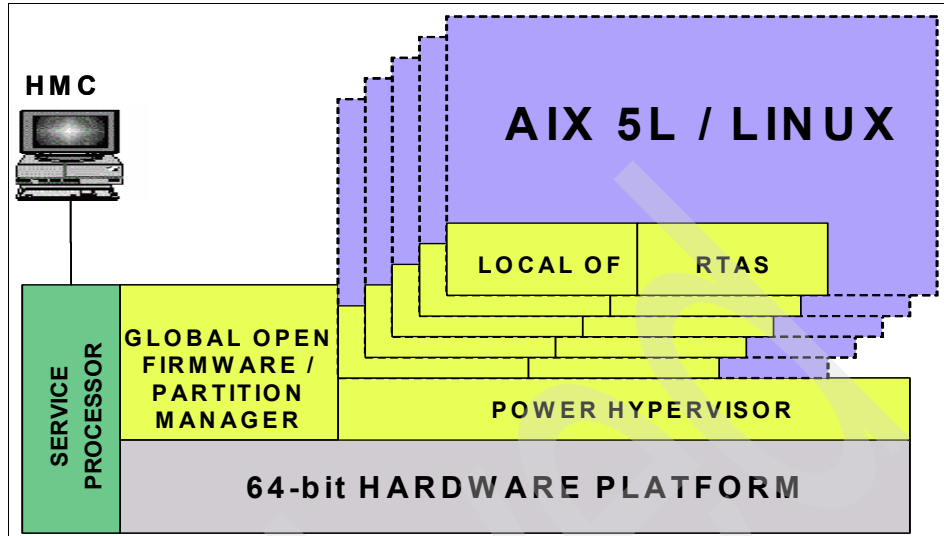 HMC
AIX 5L / LINUX
LOCAL OF
RTAS
GLOBAL OPEN
FIRMWARE /
PARTITION
MANAGER
SERVICE
PROCESSOR
POWER HYPERVISOR
64-bit HARDWARE PLATFORM